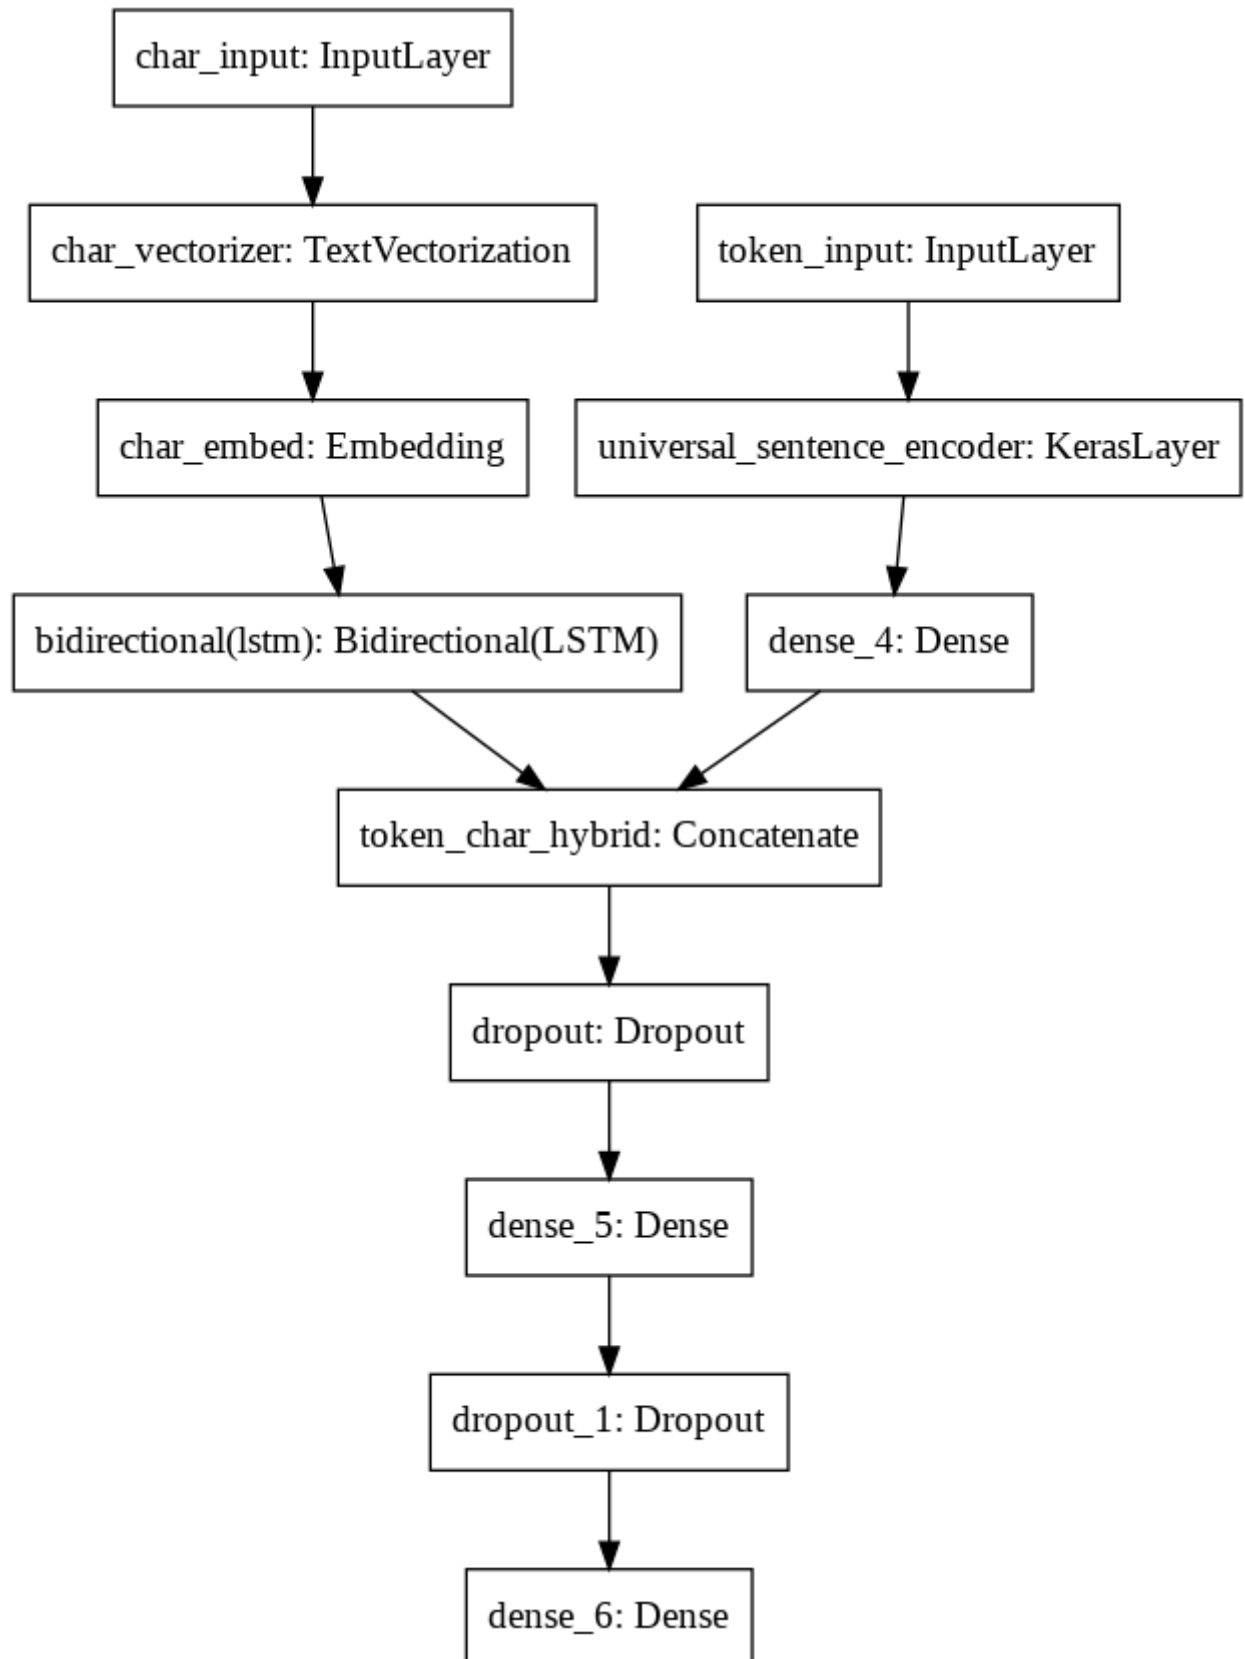 char_input: InputLayer
char_vectorizer: TextVectorization
token_input: InputLayer
char_embed: Embedding
universal_sentence_encoder: KerasLayer
bidirectional(lstm): Bidirectional(LSTM)
dense_4: Dense
token_char_hybrid: Concatenate
dropout: Dropout
dense_5: Dense
dropout_1: Dropout
dense_6: Dense